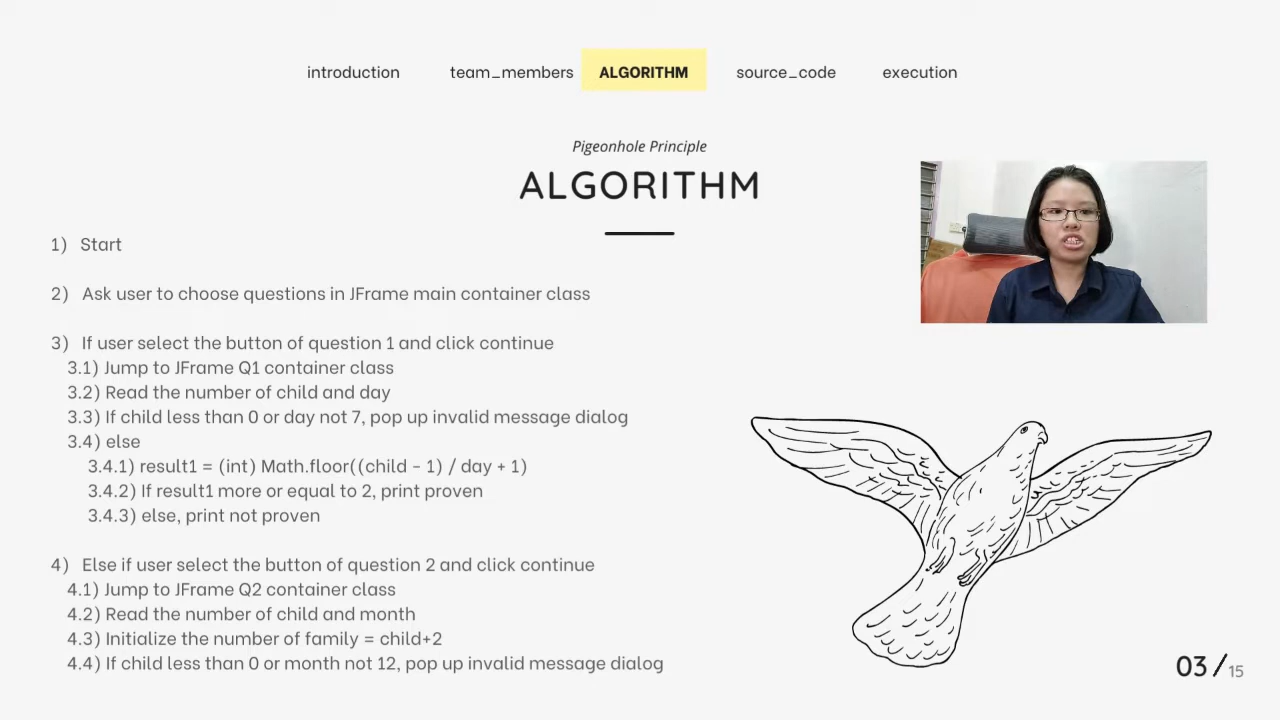 introduction team_members ALGORITHM source_code execution
Pigeonhole Principle
ALGORITHM
1) Start
2) Ask user to choose questions in JFrame main container class
3) If user select the button of question 1 and click continue
3.1) Jump to JFrame Q1 container class
3.2) Read the number of child and day
3.3) If child less than 0 or day not 7, pop up invalid message dialog
3.4) else
3.4.1) result1 = (int) Math.floor((child - 1) / day + 1)
3.4.2) If result1 more or equal to 2, print proven
3.4.3) else, print not proven
4) Else if user select the button of question 2 and click continue
4.1) Jump to JFrame Q2 container class
4.2) Read the number of child and month
4.3) Initialize the number of family = child+2
4.4) If child less than 0 or month not 12, pop up invalid message dialog
03 / 15